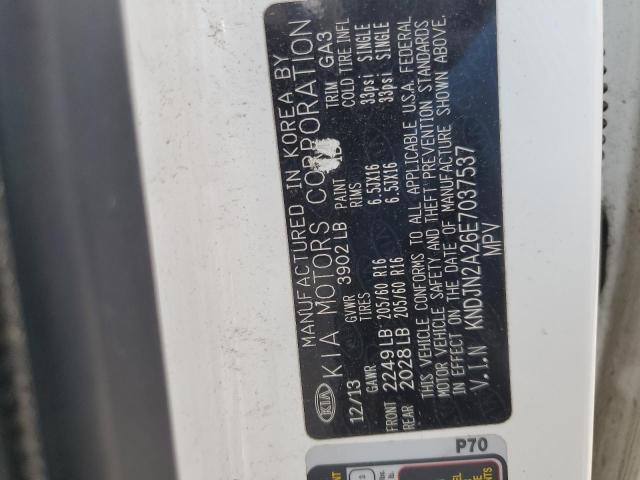 MANUFACTURED IN KOREA BY
KIA KIA MOTORS CORPORATION
12/13 GVWR 3902 LB PAINT TRIM GA3
GAWR TIRES RIMS COLD TIRE INFL
FRONT 2249LB 205/60 R16 6.5JX16 33psi SINGLE
REAR 2028LB 205/60 R16 6.5JX16 33psi SINGLE
THIS VEHICLE CONFORMS TO ALL APPLICABLE U.S.A. FEDERAL
MOTOR VEHICLE SAFETY AND THEFT PREVENTION STANDARDS
IN EFFECT ON THE DATE OF MANUFACTURE SHOWN ABOVE.
V.I.N KNDJN2A26E7037537
MPV
P70